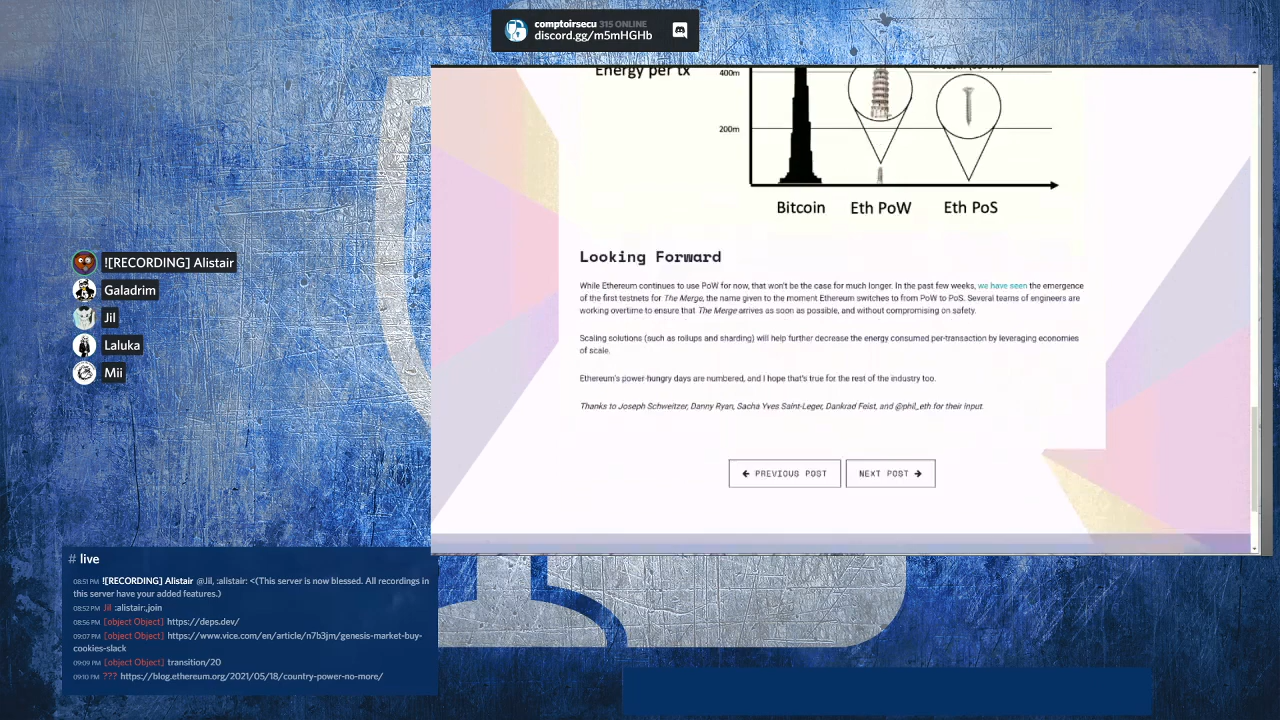 comptoirsecu 315 ONLINE
discord.gg/m5mHGHb
Energy per tx
400m
200m
Bitcoin
Eth PoW
Eth PoS
Looking Forward
While Ethereum continues to use PoW for now, that won't be the case for much longer. In the past few weeks, we have seen the emergence
of the first testnets for The Merge, the name given to the moment Ethereum switches to from PoW to PoS. Several teams of engineers are
working overtime to ensure that The Merge arrives as soon as possible, and without compromising on safety.
Scaling solutions (such as rollups and sharding) will help further decrease the energy consumed per-transaction by leveraging economies
of scale.
Ethereum's power-hungry days are numbered, and I hope that's true for the rest of the industry too.
Thanks to Joseph Schweitzer, Danny Ryan, Sacha Yves Saint-Leger, Dankrad Feist, and @phil_eth for their input.
PREVIOUS POST
NEXT POST
![RECORDING] Alistair
Galadrim
Jil
Laluka
Mii
# live
08:51 PM ![RECORDING] Alistair @Jil, :alistair: <(This server is now blessed. All recordings in
this server have your added features.)
08:52 PM Jil :alistair:,join
08:56 PM [object Object] https://deps.dev/
09:07 PM [object Object] https://www.vice.com/en/article/n7b3jm/genesis-market-buy-
cookies-slack
09:09 PM [object Object] transition/20
09:10 PM ??? https://blog.ethereum.org/2021/05/18/country-power-no-more/